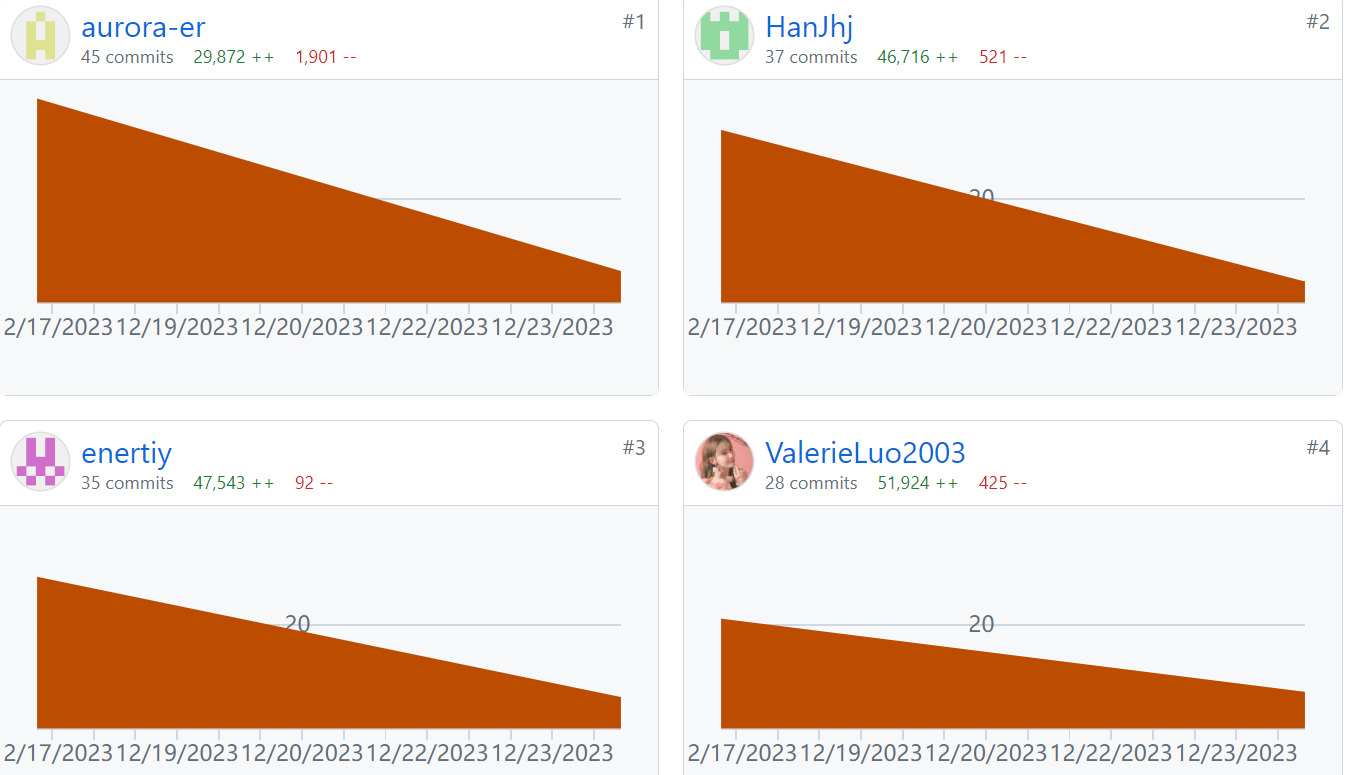 aurora-er
#1
45 commits 29,872 ++ 1,901 --
2/17/2023 12/19/2023 12/20/2023 12/22/2023 12/23/2023
HanJhj
#2
37 commits 46,716 ++ 521 --
20
2/17/2023 12/19/2023 12/20/2023 12/22/2023 12/23/2023
enertiy
#3
35 commits 47,543 ++ 92 --
20
2/17/2023 12/19/2023 12/20/2023 12/22/2023 12/23/2023
ValerieLuo2003
#4
28 commits 51,924 ++ 425 --
20
2/17/2023 12/19/2023 12/20/2023 12/22/2023 12/23/2023